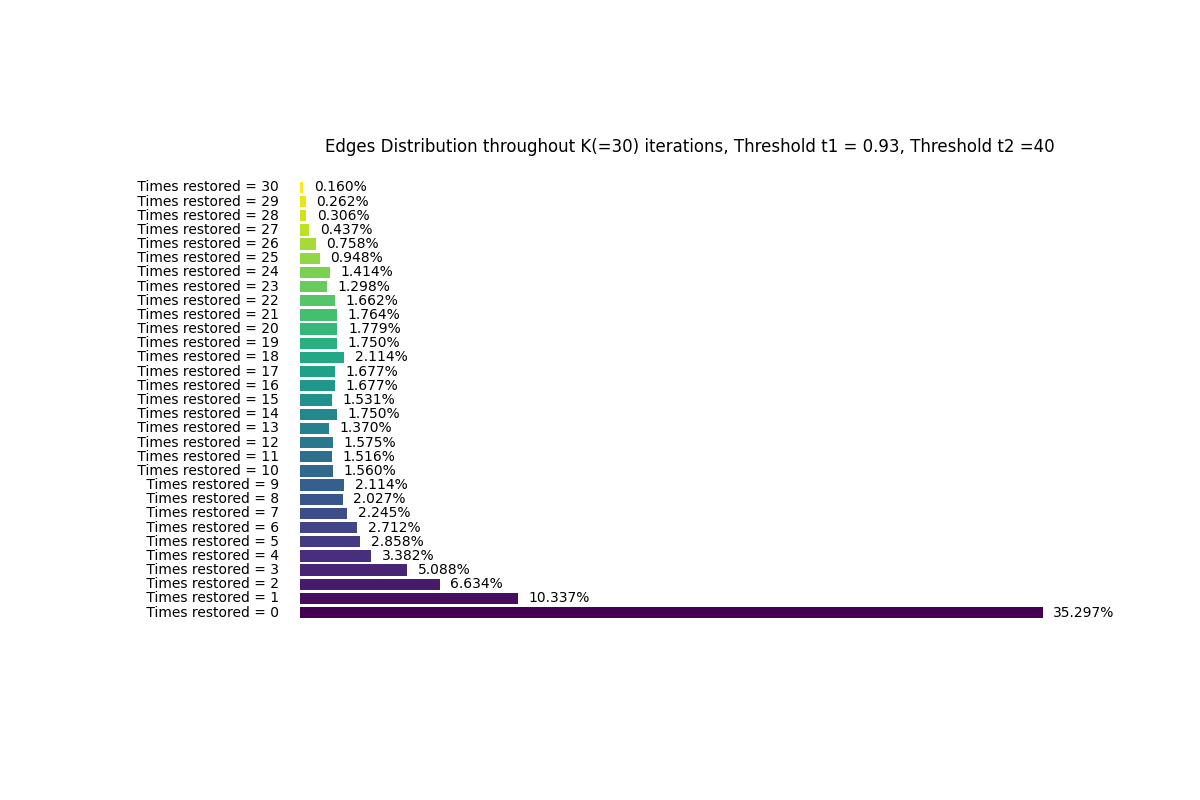 Edges Distribution throughout K(=30) iterations, Threshold t1 = 0.93, Threshold t2 =40
Times restored = 30 0.160%
Times restored = 29 0.262%
Times restored = 28 0.306%
Times restored = 27 0.437%
Times restored = 26 0.758%
Times restored = 25 0.948%
Times restored = 24 1.414%
Times restored = 23 1.298%
Times restored = 22 1.662%
Times restored = 21 1.764%
Times restored = 20 1.779%
Times restored = 19 1.750%
Times restored = 18 2.114%
Times restored = 17 1.677%
Times restored = 16 1.677%
Times restored = 15 1.531%
Times restored = 14 1.750%
Times restored = 13 1.370%
Times restored = 12 1.575%
Times restored = 11 1.516%
Times restored = 10 1.560%
Times restored = 9 2.114%
Times restored = 8 2.027%
Times restored = 7 2.245%
Times restored = 6 2.712%
Times restored = 5 2.858%
Times restored = 4 3.382%
Times restored = 3 5.088%
Times restored = 2 6.634%
Times restored = 1 10.337%
Times restored = 0 35.297%